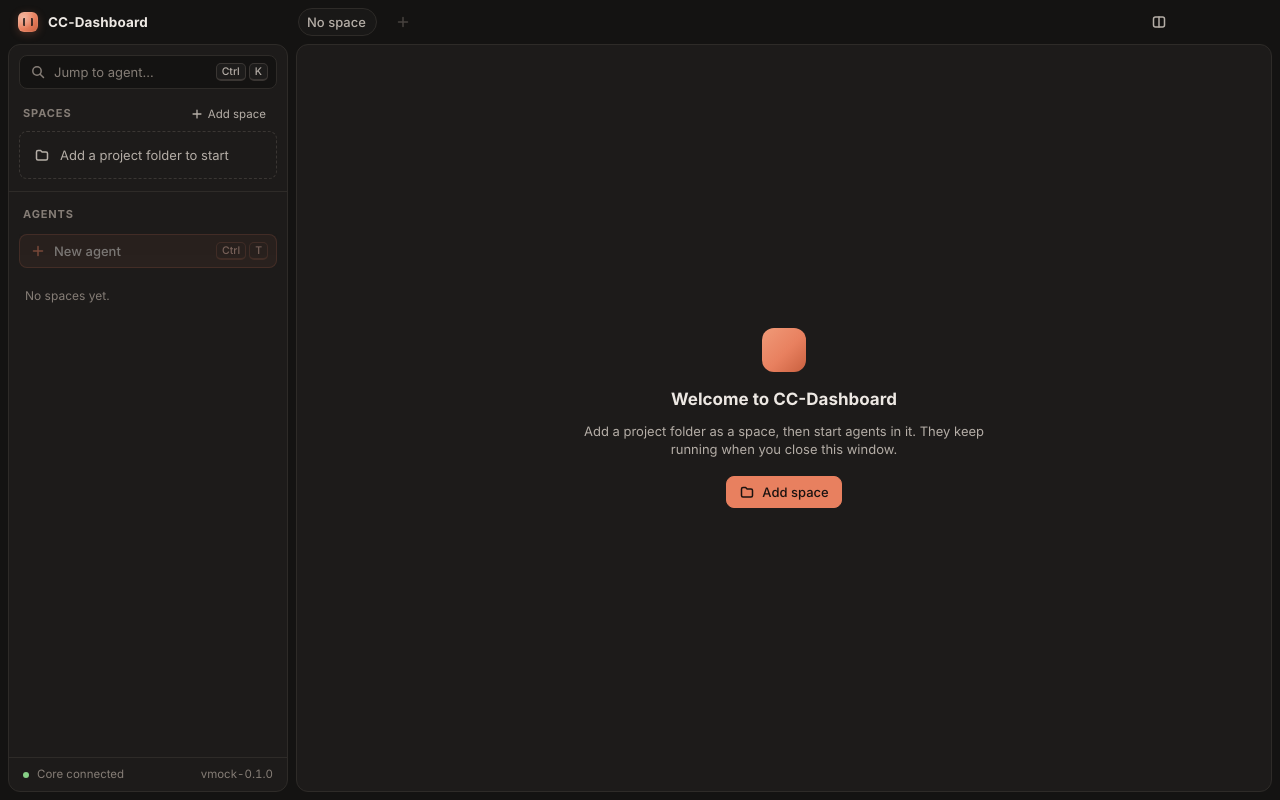 CC-Dashboard
No space
Jump to agent...
Ctrl K
SPACES
Add space
Add a project folder to start
AGENTS
New agent
Ctrl T
No spaces yet.
Welcome to CC-Dashboard
Add a project folder as a space, then start agents in it. They keep
running when you close this window.
Add space
Core connected
vmock-0.1.0